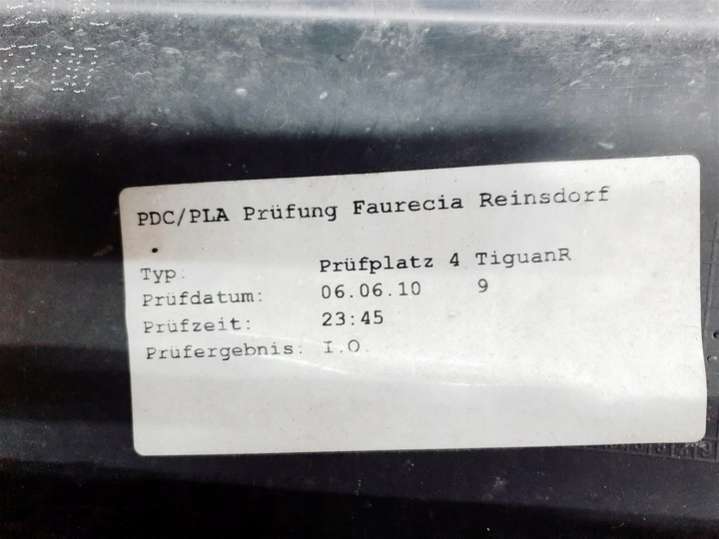 PDC/PLA Prüfung Faurecia Reinsdorf
Typ: Prüfplatz 4 TiguanR
Prüfdatum: 06.06.10 9
Prüfzeit: 23:45
Prüfergebnis: I.O.